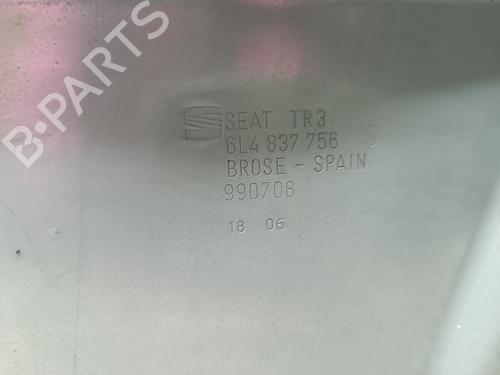 B-PARTS
SEAT TR3
6L4 837 756
BROSE - SPAIN
990708
18 06